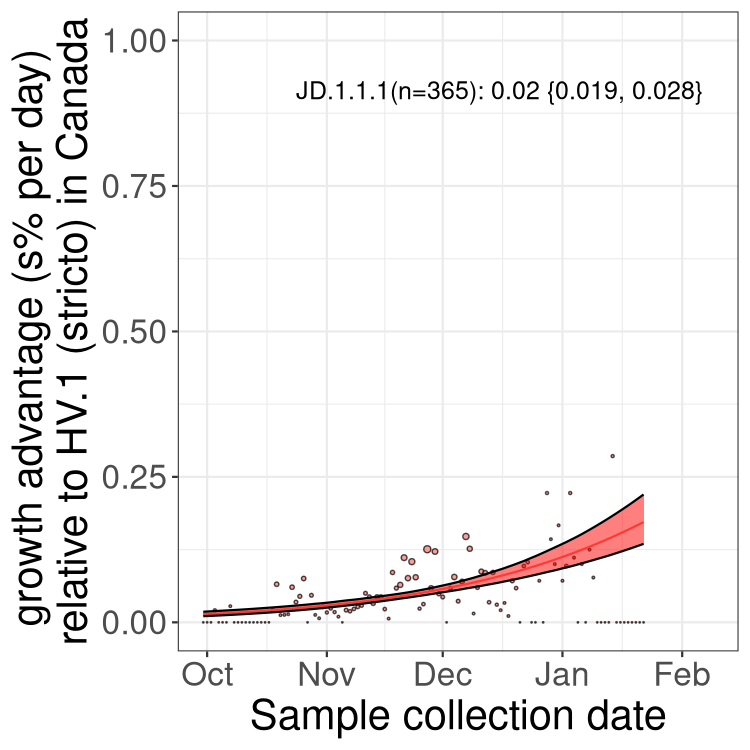 growth advantage (s% per day)
relative to HV.1 (stricto) in Canada
1.00
JD.1.1.1(n=365): 0.02 {0.019, 0.028}
0.75
0.50
0.25
0.00
Oct Nov Dec Jan Feb
Sample collection date